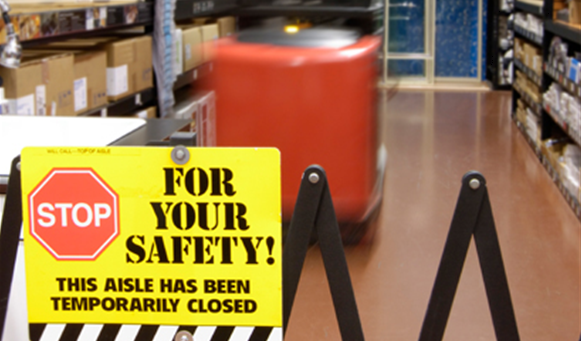 FOR
YOUR
SAFETY!
STOP
THIS AISLE HAS BEEN
TEMPORARILY CLOSED